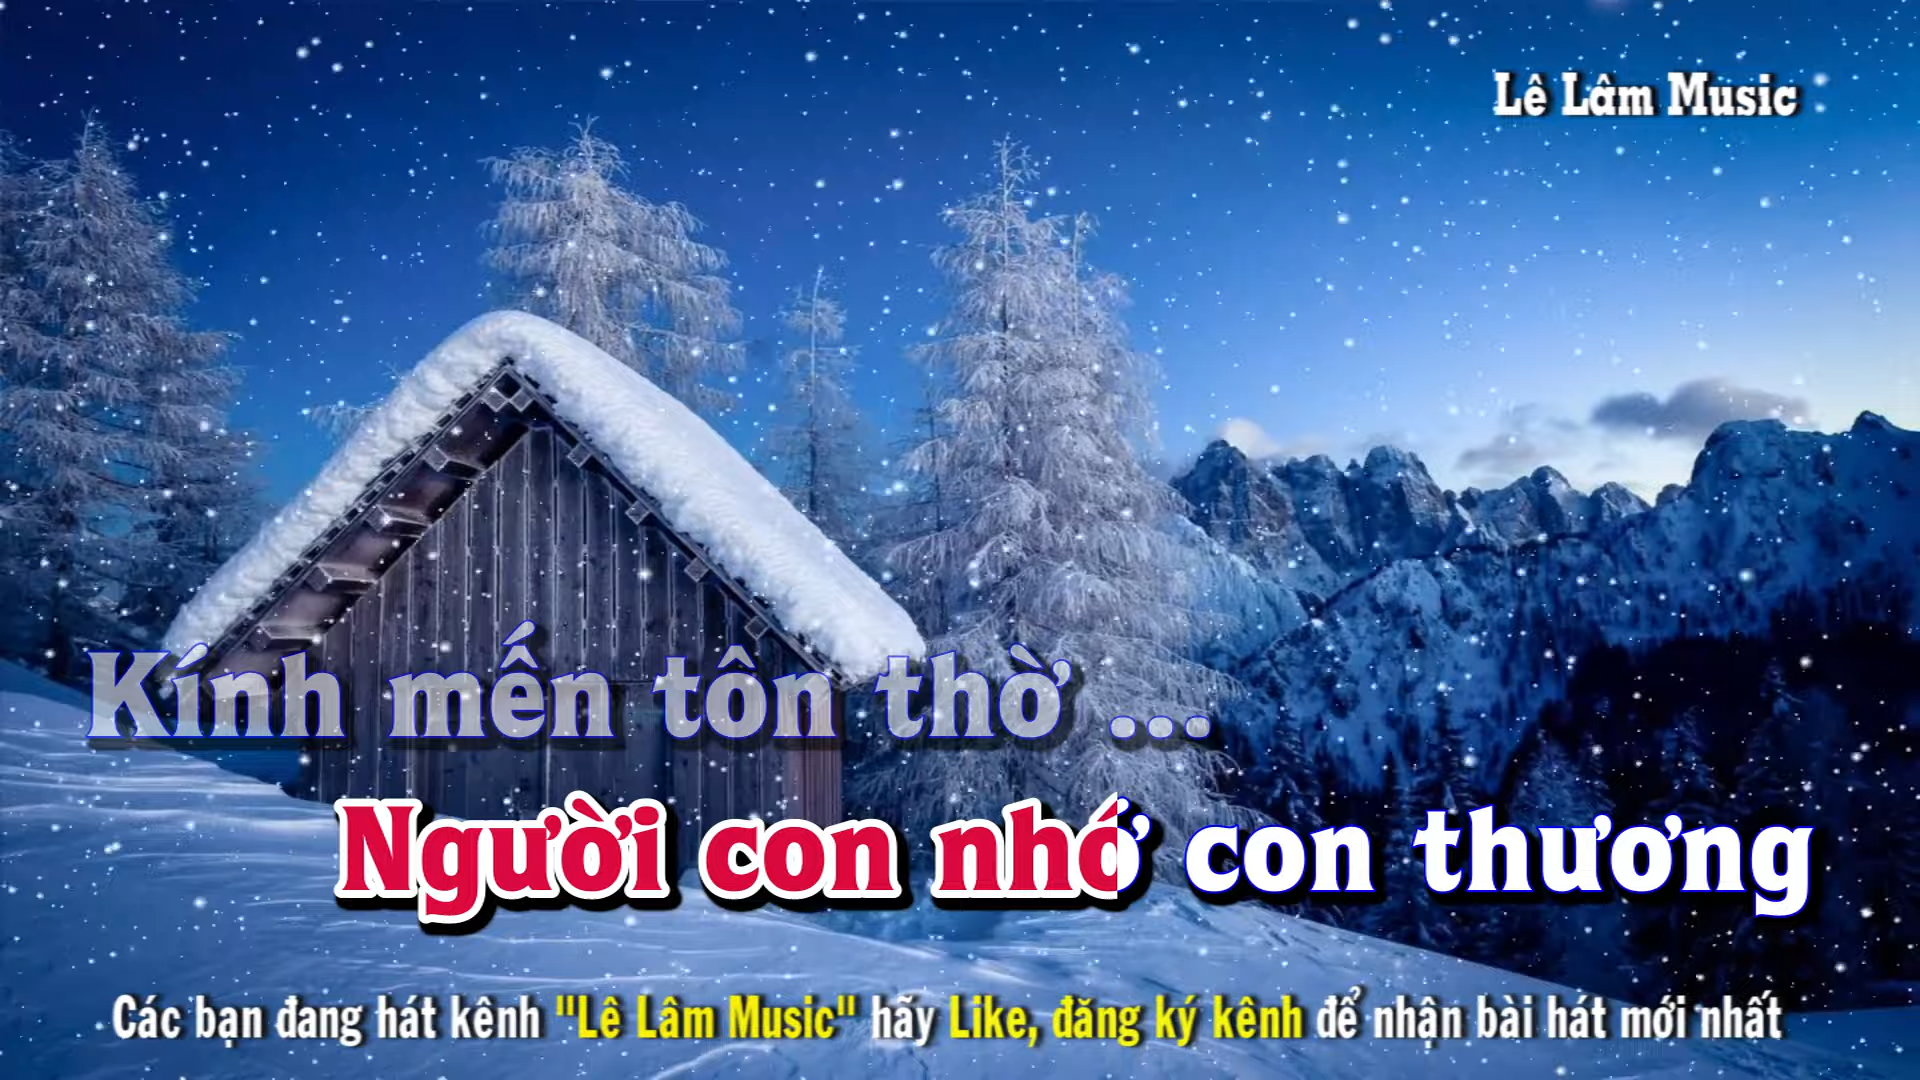 Lê Lâm Music
Kính mến tôn thờ ...
Người con nhớ con thương
Các bạn đang hát kênh "Lê Lâm Music" hãy Like, đăng ký kênh để nhận bài hát mới nhất